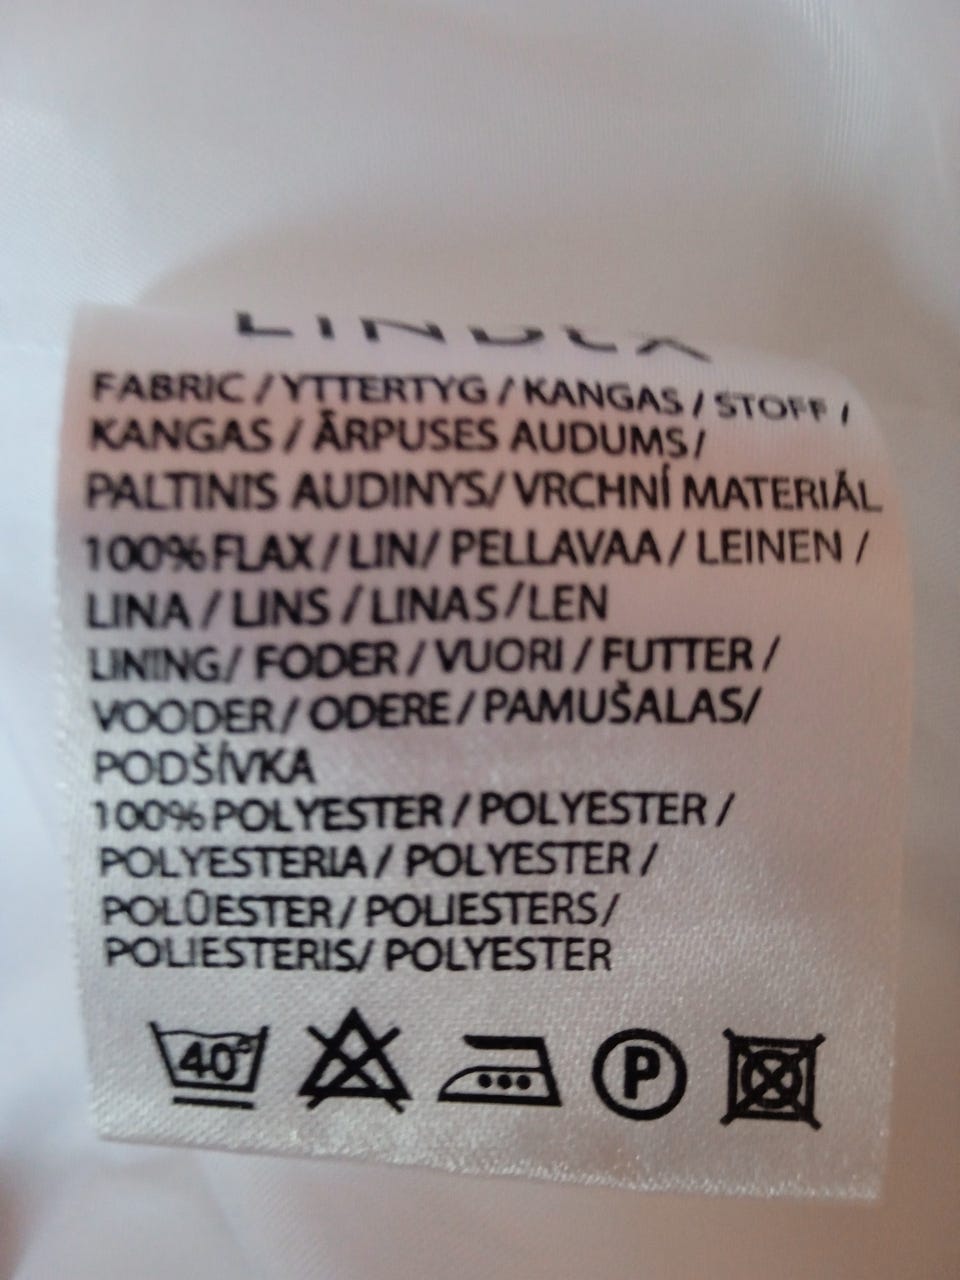 FABRIC / YTTERTYG / KANGAS / STOFF /
KANGAS / ĀRPUSES AUDUMS /
PALTINIS AUDINYS/ VRCHNÍ MATERIÁL
100% FLAX / LIN/ PELLAVAA / LEINEN /
LINA / LINS / LINAS / LEN
LINING/ FODER / VUORI / FUTTER /
VOODER/ ODERE / PAMUŠALAS/
PODŠÍVKA
100% POLYESTER / POLYESTER /
POLYESTERIA / POLYESTER /
POLÜESTER / POLIESTERS /
POLIESTERIS/ POLYESTER
40° P